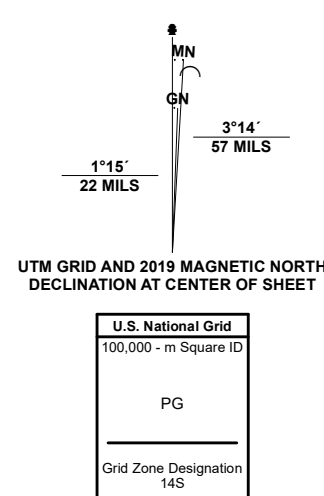 MN
GN
3°14´
57 MILS
1°15´
22 MILS
UTM GRID AND 2019 MAGNETIC NORTH
DECLINATION AT CENTER OF SHEET
U.S. National Grid
100,000 - m Square ID
PG
Grid Zone Designation
14S